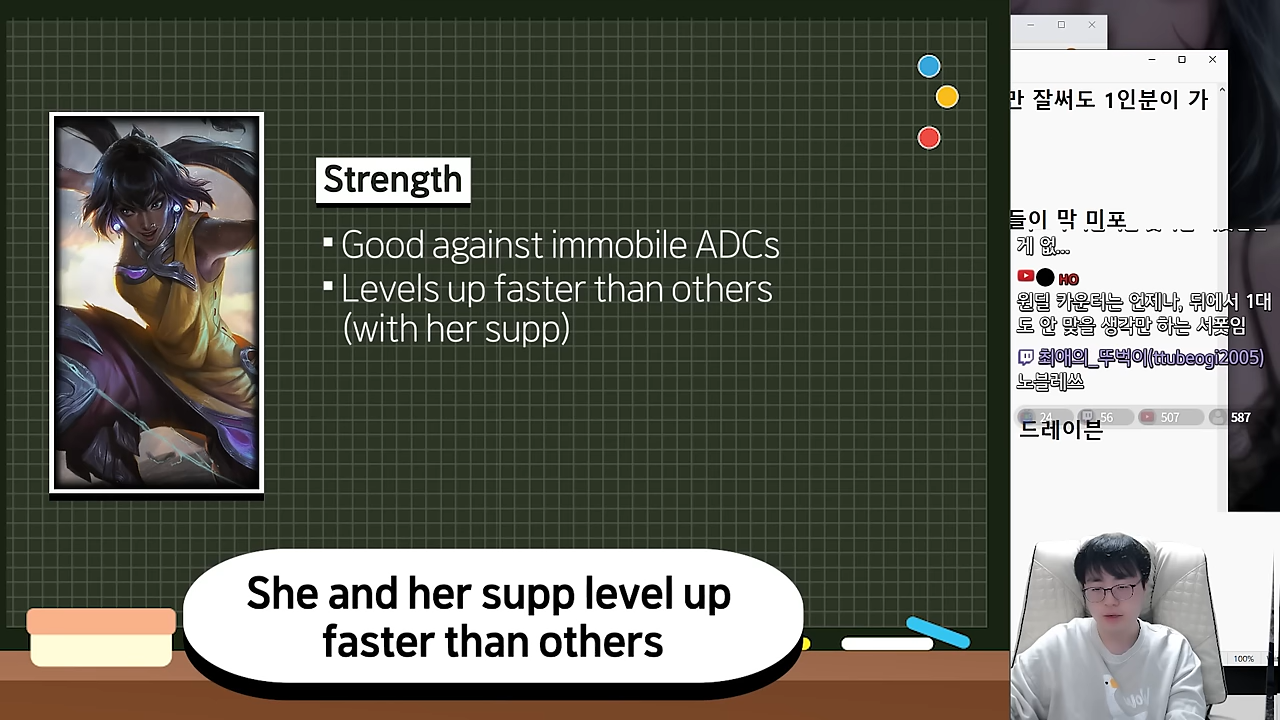 Strength
Good against immobile ADCs
Levels up faster than others
(with her supp)
She and her supp level up
faster than others
만 잘써도 1인분이 가
들이 막 미포
게 없...
HO
원딜 카운터는 언제나, 뒤에서 1대
도 안 맞을 생각만 하는 서폿임
최애의_뚜벅이(ttubeogi2005)
노블레쓰
24 56 507 587
드레이븐
100%